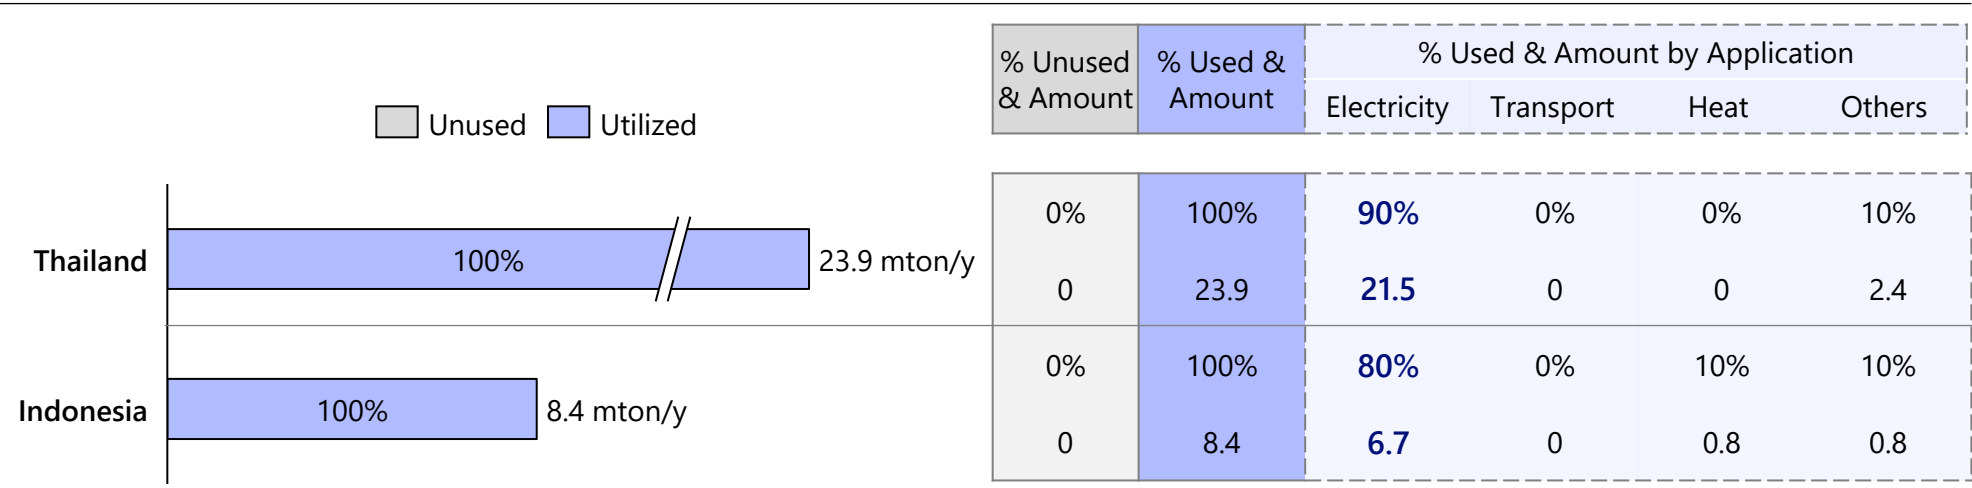 % Unused
& Amount
% Used &
Amount
% Used & Amount by Application
Electricity Transport Heat Others
Unused Utilized
Thailand 100% 23.9 mton/y
0% 100% 90% 0% 0% 10%
0 23.9 21.5 0 0 2.4
Indonesia 100% 8.4 mton/y
0% 100% 80% 0% 10% 10%
0 8.4 6.7 0 0.8 0.8